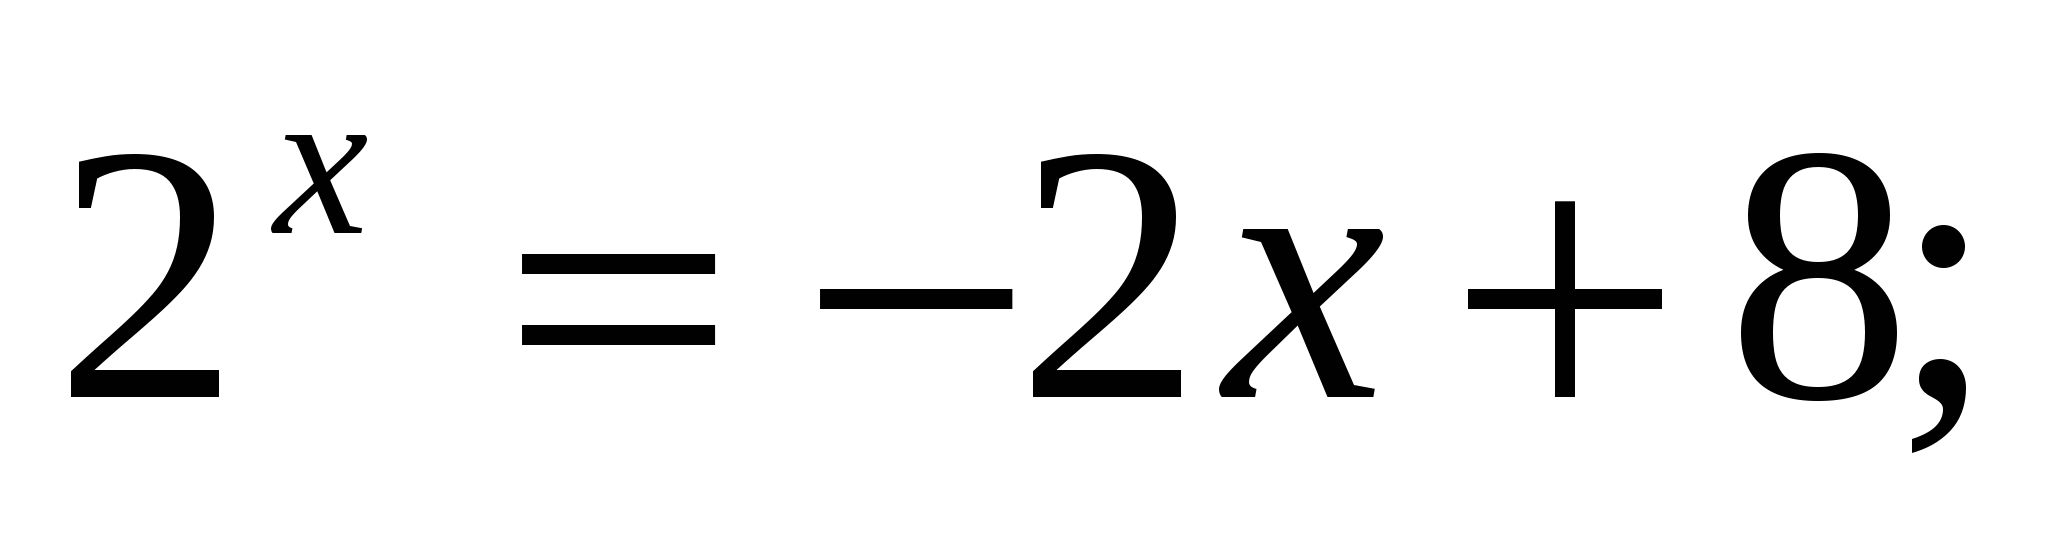 2^x = −2x + 8;